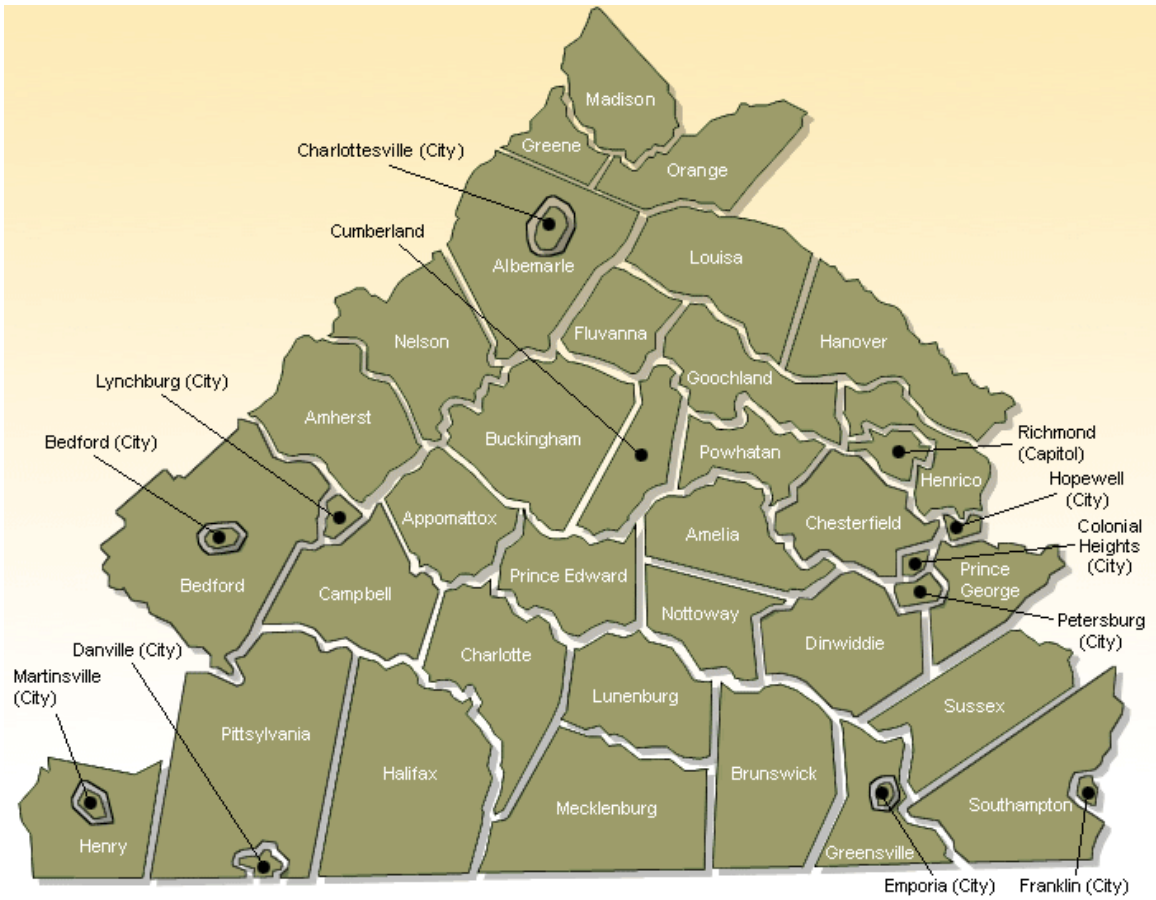 Madison
Greene
Charlottesville (City)
Orange
Cumberland
Albemarle
Louisa
Nelson
Fluvanna
Hanover
Goochland
Lynchburg (City)
Amherst
Buckingham
Bedford (City)
Powhatan
Richmond
(Capitol)
Henrico
Hopewell
(City)
Appomattox
Chesterfield
Amelia
Colonial
Heights
(City)
Prince
George
Bedford
Campbell
Prince Edward
Nottoway
Petersburg
(City)
Dinwiddie
Danville (City)
Charlotte
Martinsville
(City)
Lunenburg
Sussex
Pittsylvania
Halifax
Brunswick
Mecklenburg
Southampton
Henry
Greensville
Emporia (City)
Franklin (City)